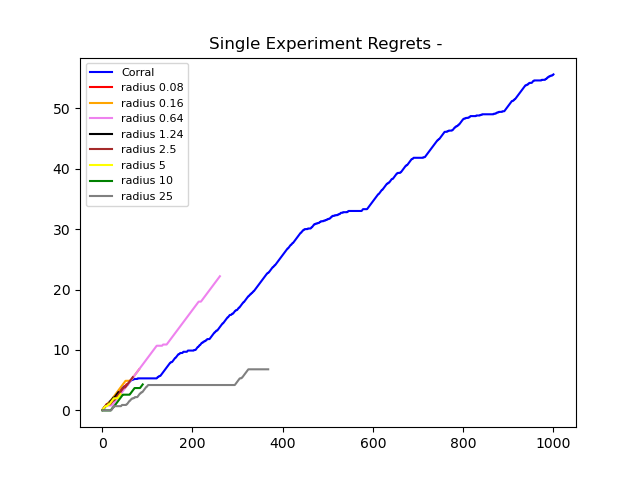 Single Experiment Regrets -
Corral
radius 0.08
radius 0.16
radius 0.64
radius 1.24
radius 2.5
radius 5
radius 10
radius 25
50
40
30
20
10
0
0 200 400 600 800 1000